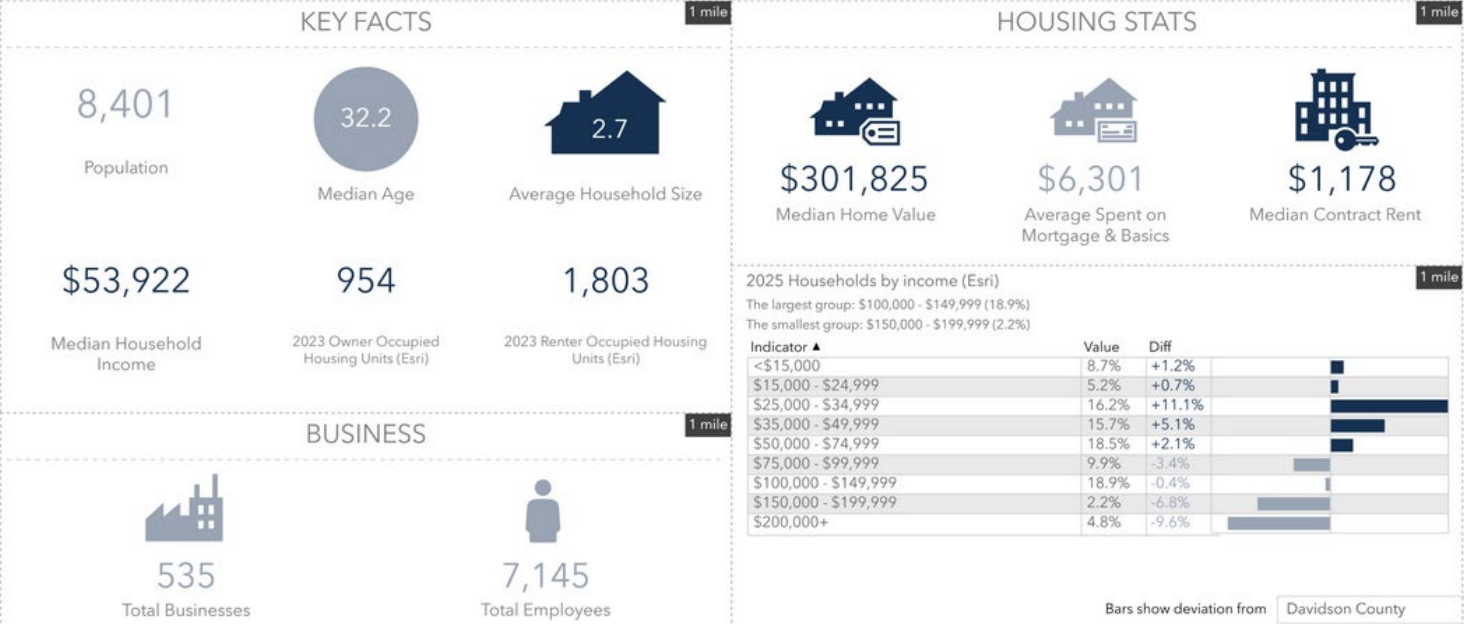 KEY FACTS
1 mile
8,401
Population
32.2
Median Age
2.7
Average Household Size
$53,922
Median Household
Income
954
2023 Owner Occupied
Housing Units (Esri)
1,803
2023 Renter Occupied Housing
Units (Esri)
BUSINESS
1 mile
535
Total Businesses
7,145
Total Employees
HOUSING STATS
1 mile
$301,825
Median Home Value
$6,301
Average Spent on
Mortgage & Basics
$1,178
Median Contract Rent
2025 Households by income (Esri)
1 mile
The largest group: $100,000 - $149,999 (18.9%)
The smallest group: $150,000 - $199,999 (2.2%)
Indicator ▲ Value Diff
<$15,000 8.7% +1.2%
$15,000 - $24,999 5.2% +0.7%
$25,000 - $34,999 16.2% +11.1%
$35,000 - $49,999 15.7% +5.1%
$50,000 - $74,999 18.5% +2.1%
$75,000 - $99,999 9.9% -3.4%
$100,000 - $149,999 18.9% -0.4%
$150,000 - $199,999 2.2% -6.8%
$200,000+ 4.8% -9.6%
Bars show deviation from Davidson County